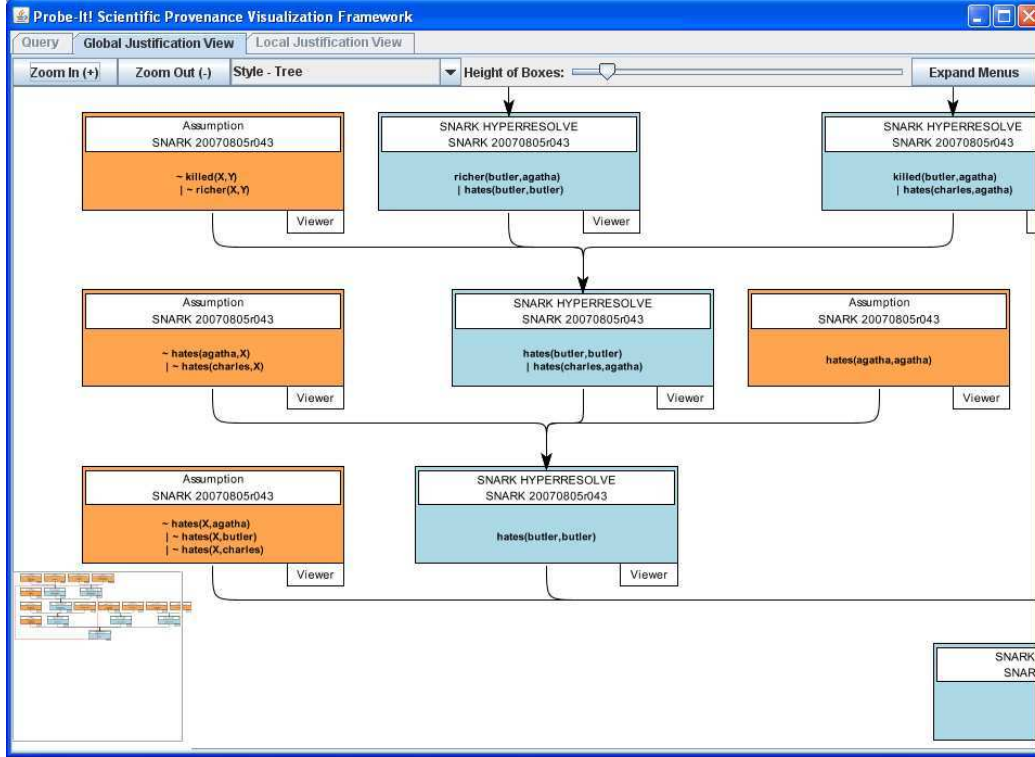 Probe-It! Scientific Provenance Visualization Framework
Query Global Justification View Local Justification View
Zoom In (+) Zoom Out (-) Style - Tree Height of Boxes: Expand Menus
Assumption
SNARK 20070805r043
~ killed(X,Y)
| ~ richer(X,Y)
Viewer
SNARK HYPERRESOLVE
SNARK 20070805r043
richer(butler,agatha)
| hates(butler,butler)
Viewer
SNARK HYPERRESOLVE
SNARK 20070805r043
killed(butler,agatha)
| hates(charles,agatha)
Assumption
SNARK 20070805r043
~ hates(agatha,X)
| ~ hates(charles,X)
Viewer
SNARK HYPERRESOLVE
SNARK 20070805r043
hates(butler,butler)
| hates(charles,agatha)
Viewer
Assumption
SNARK 20070805r043
hates(agatha,agatha)
Viewer
Assumption
SNARK 20070805r043
~ hates(X,agatha)
| ~ hates(X,butler)
| ~ hates(X,charles)
Viewer
SNARK HYPERRESOLVE
SNARK 20070805r043
hates(butler,butler)
Viewer
SNARK
SNAR